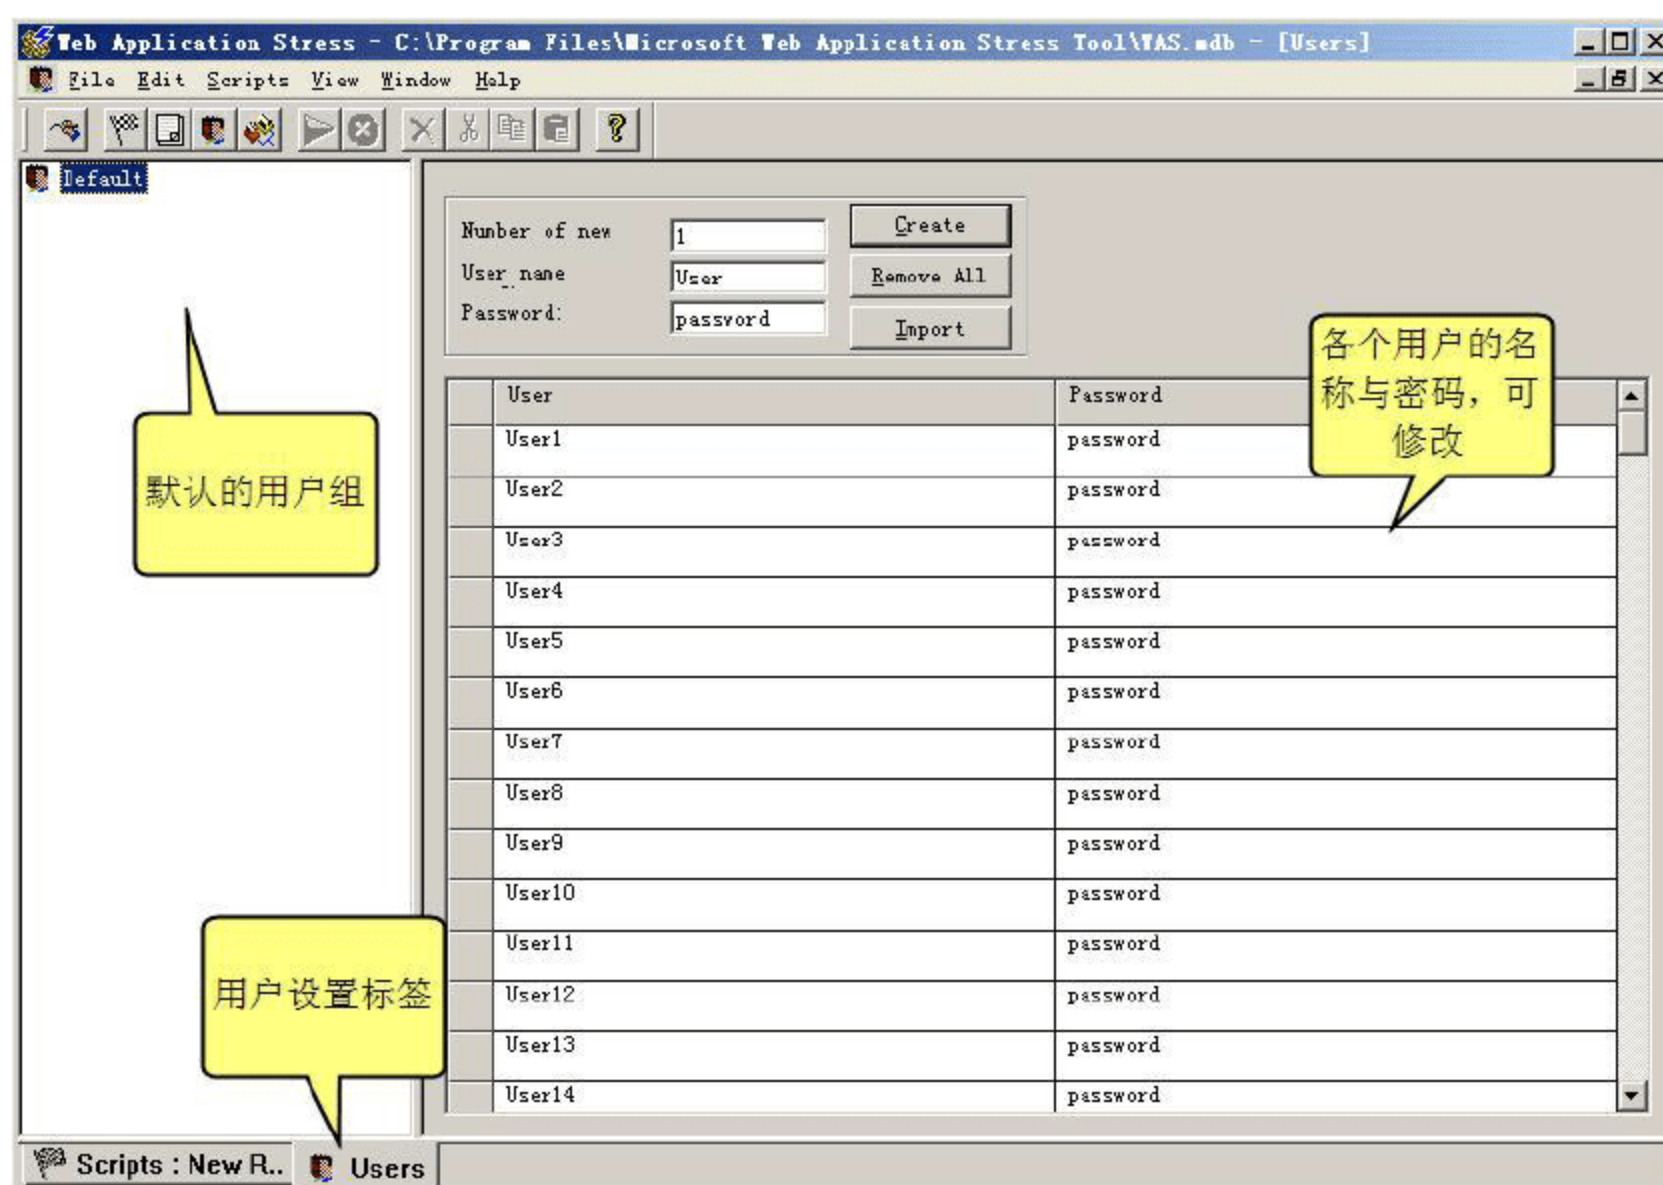 Web Application Stress - C:\Program Files\Microsoft Web Application Stress Tool\WAS.mdb - [Users]
File Edit Scripts View Window Help
Default
Number of new
1
Create
User name
User
Remove All
Password:
password
Import
各个用户的名
称与密码，可
修改
User Password
User1 password
User2 password
User3 password
User4 password
User5 password
User6 password
User7 password
User8 password
User9 password
User10 password
User11 password
User12 password
User13 password
User14 password
默认的用户组
用户设置标签
Scripts : New R..
Users